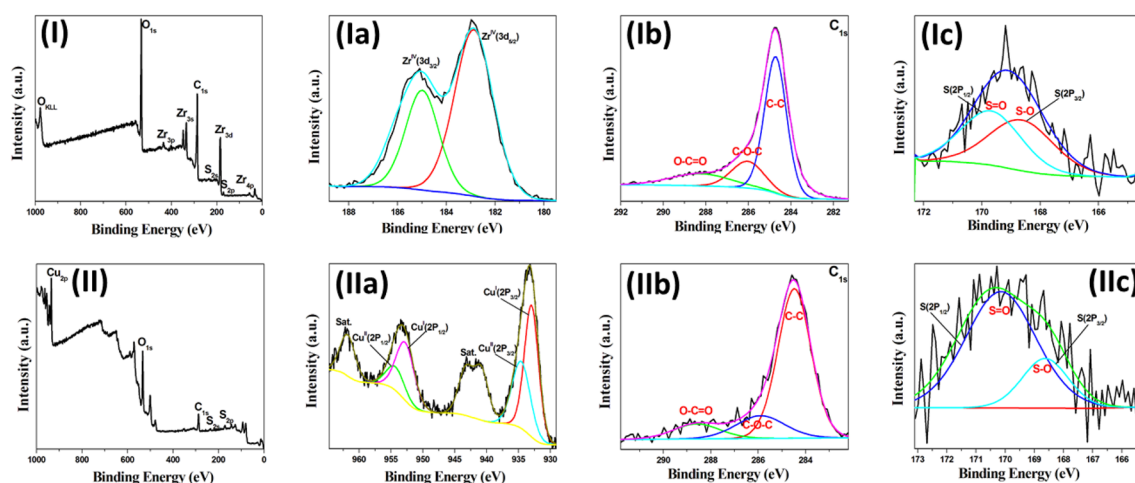 (I)
O1s
OKLL
C1s
Zr3s
Zr3p
Zr3d
S2s
S2p
Zr4p
Intensity (a.u.)
1000 800 600 400 200 0
Binding Energy (eV)
(Ia)
ZrIV(3d5/2)
ZrIV(3d3/2)
Intensity (a.u.)
188 186 184 182 180
Binding Energy (eV)
(Ib)
C1s
C-C
C-O-C
O-C=O
Intensity (a.u.)
292 290 288 286 284 282
Binding Energy (eV)
(Ic)
S(2P1/2)
S=O
S-O
S(2P3/2)
Intensity (a.u.)
172 170 168 166
Binding Energy (eV)
(II)
Cu2p
O1s
C1s
S2s
S2p
Intensity (a.u.)
1000 800 600 400 200 0
Binding Energy (eV)
(IIa)
CuI(2P3/2)
Sat.
CuI(2P1/2)
CuII(2P1/2)
Sat.
CuII(2P3/2)
Intensity (a.u.)
960 955 950 945 940 935 930
Binding Energy (eV)
(IIb)
C1s
C-C
O-C=O
C-O-C
Intensity (a.u.)
290 288 286 284
Binding Energy (eV)
(IIc)
S(2P1/2)
S=O
S(2P3/2)
S-O
Intensity (a.u.)
173 172 171 170 169 168 167 166
Binding Energy (eV)